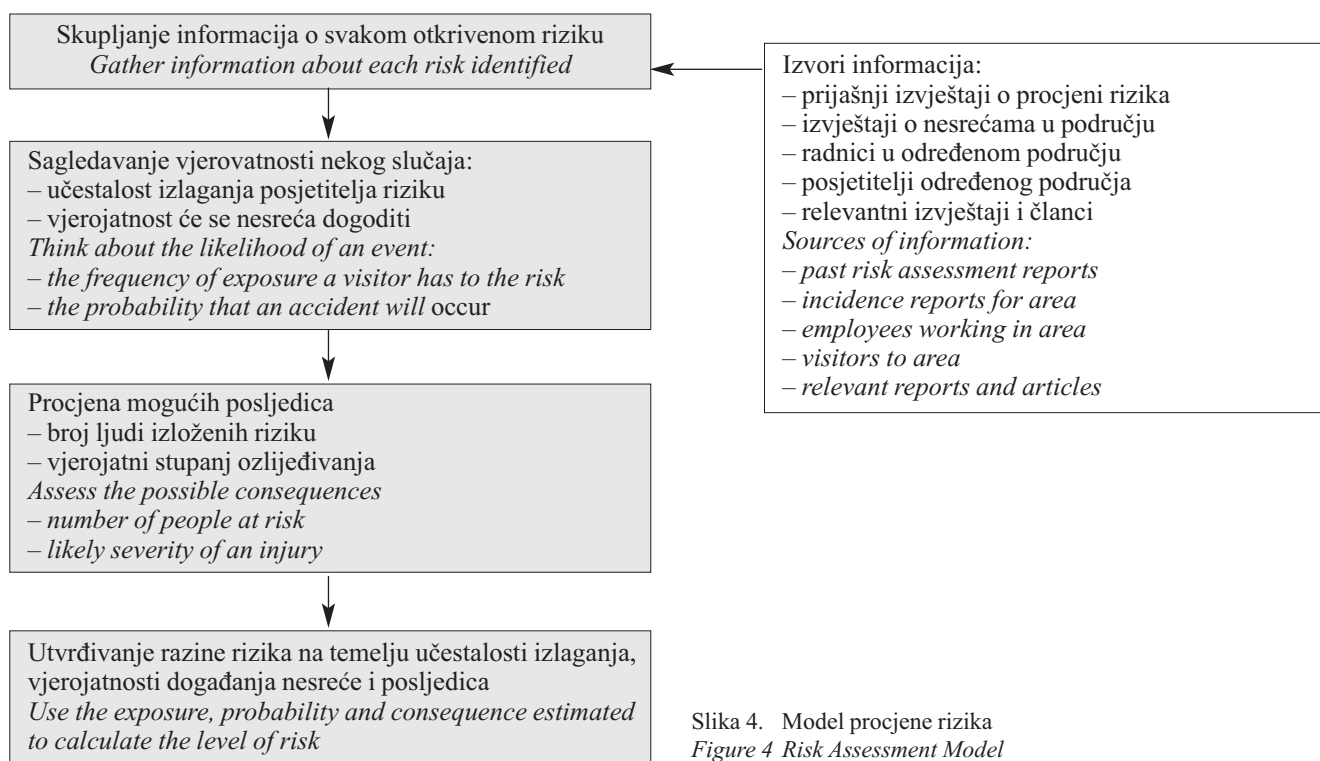 Skupljanje informacija o svakom otkrivenom riziku
Gather information about each risk identified
Izvori informacija:
– prijašnji izvještaji o procjeni rizika
– izvještaji o nesrećama u području
– radnici u određenom području
– posjetitelji određenog područja
– relevantni izvještaji i članci
Sources of information:
– past risk assessment reports
– incidence reports for area
– employees working in area
– visitors to area
– relevant reports and articles
Sagledavanje vjerovatnosti nekog slučaja:
– učestalost izlaganja posjetitelja riziku
– vjerojatnost će se nesreća dogoditi
Think about the likelihood of an event:
– the frequency of exposure a visitor has to the risk
– the probability that an accident will occur
Procjena mogućih posljedica
– broj ljudi izloženih riziku
– vjerojatni stupanj ozlijeđivanja
Assess the possible consequences
– number of people at risk
– likely severity of an injury
Utvrđivanje razine rizika na temelju učestalosti izlaganja,
vjerojatnosti događanja nesreće i posljedica
Use the exposure, probability and consequence estimated
to calculate the level of risk
Slika 4. Model procjene rizika
Figure 4 Risk Assessment Model